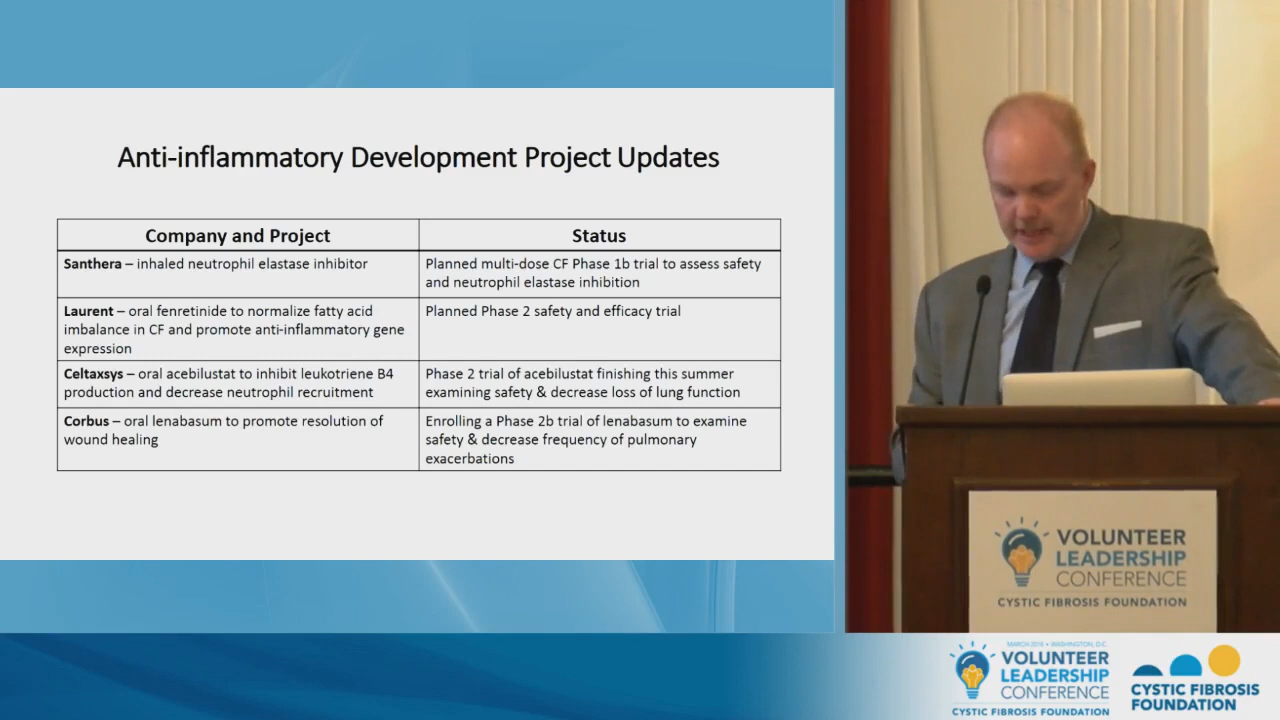 Anti-inflammatory Development Project Updates
Company and Project
Status
Santhera – inhaled neutrophil elastase inhibitor
Planned multi-dose CF Phase 1b trial to assess safety
and neutrophil elastase inhibition
Laurent – oral fenretinide to normalize fatty acid
imbalance in CF and promote anti-inflammatory gene
expression
Planned Phase 2 safety and efficacy trial
Celtaxsys – oral acebilustat to inhibit leukotriene B4
production and decrease neutrophil recruitment
Phase 2 trial of acebilustat finishing this summer
examining safety & decrease loss of lung function
Corbus – oral lenabasum to promote resolution of
wound healing
Enrolling a Phase 2b trial of lenabasum to examine
safety & decrease frequency of pulmonary
exacerbations
VOLUNTEER
LEADERSHIP
CONFERENCE
CYSTIC FIBROSIS FOUNDATION
MARCH 2018 • WASHINGTON, D.C.
VOLUNTEER
LEADERSHIP
CONFERENCE
CYSTIC FIBROSIS FOUNDATION
CYSTIC FIBROSIS
FOUNDATION